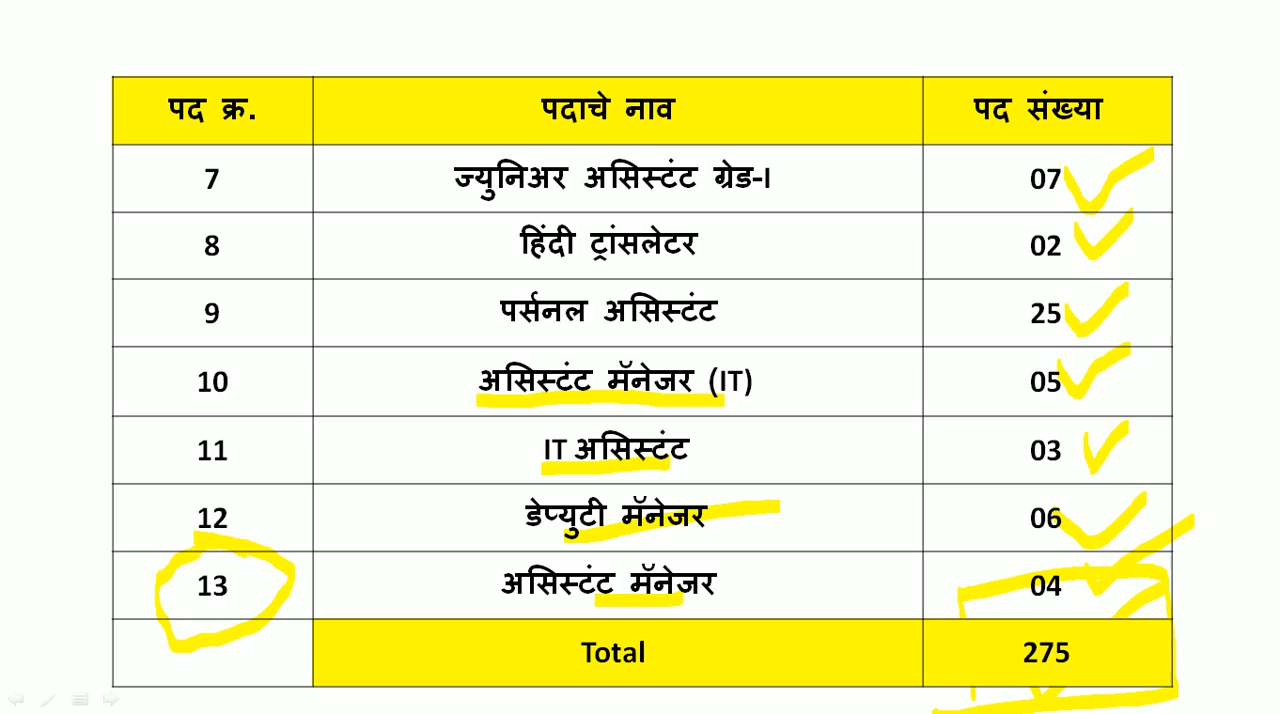 पद क्र. पदाचे नाव पद संख्या
7 ज्युनिअर असिस्टंट ग्रेड-I 07
8 हिंदी ट्रांसलेटर 02
9 पर्सनल असिस्टंट 25
10 असिस्टंट मॅनेजर (IT) 05
11 IT असिस्टंट 03
12 डेप्युटी मॅनेजर 06
13 असिस्टंट मॅनेजर 04
Total 275